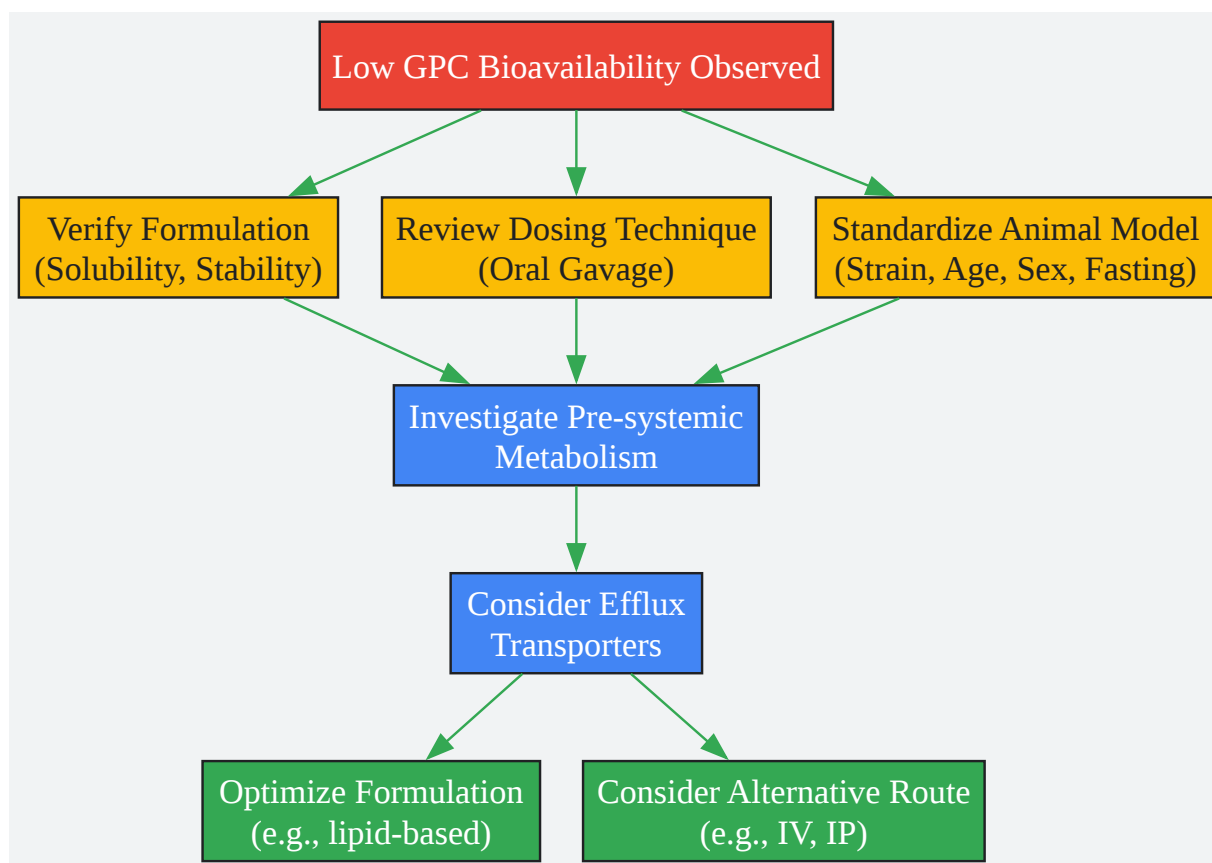 Low GPC Bioavailability Observed
Verify Formulation
(Solubility, Stability)
Review Dosing Technique
(Oral Gavage)
Standardize Animal Model
(Strain, Age, Sex, Fasting)
Investigate Pre-systemic
Metabolism
Consider Efflux
Transporters
Optimize Formulation
(e.g., lipid-based)
Consider Alternative Route
(e.g., IV, IP)